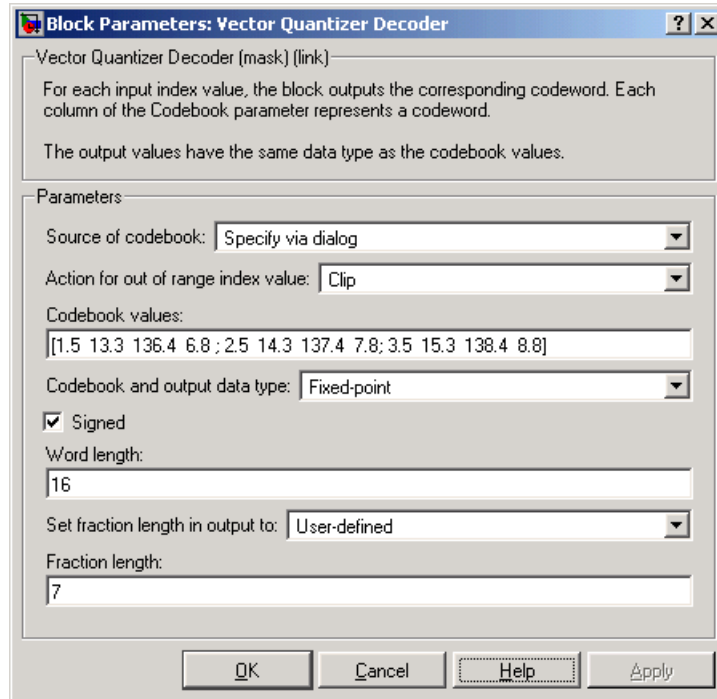 Block Parameters: Vector Quantizer Decoder
Vector Quantizer Decoder (mask) (link)
For each input index value, the block outputs the corresponding codeword. Each
column of the Codebook parameter represents a codeword.
The output values have the same data type as the codebook values.
Parameters
Source of codebook: Specify via dialog
Action for out of range index value: Clip
Codebook values:
[1.5 13.3 136.4 6.8 ; 2.5 14.3 137.4 7.8; 3.5 15.3 138.4 8.8]
Codebook and output data type: Fixed-point
Signed
Word length:
16
Set fraction length in output to: User-defined
Fraction length:
7
OK Cancel Help Apply